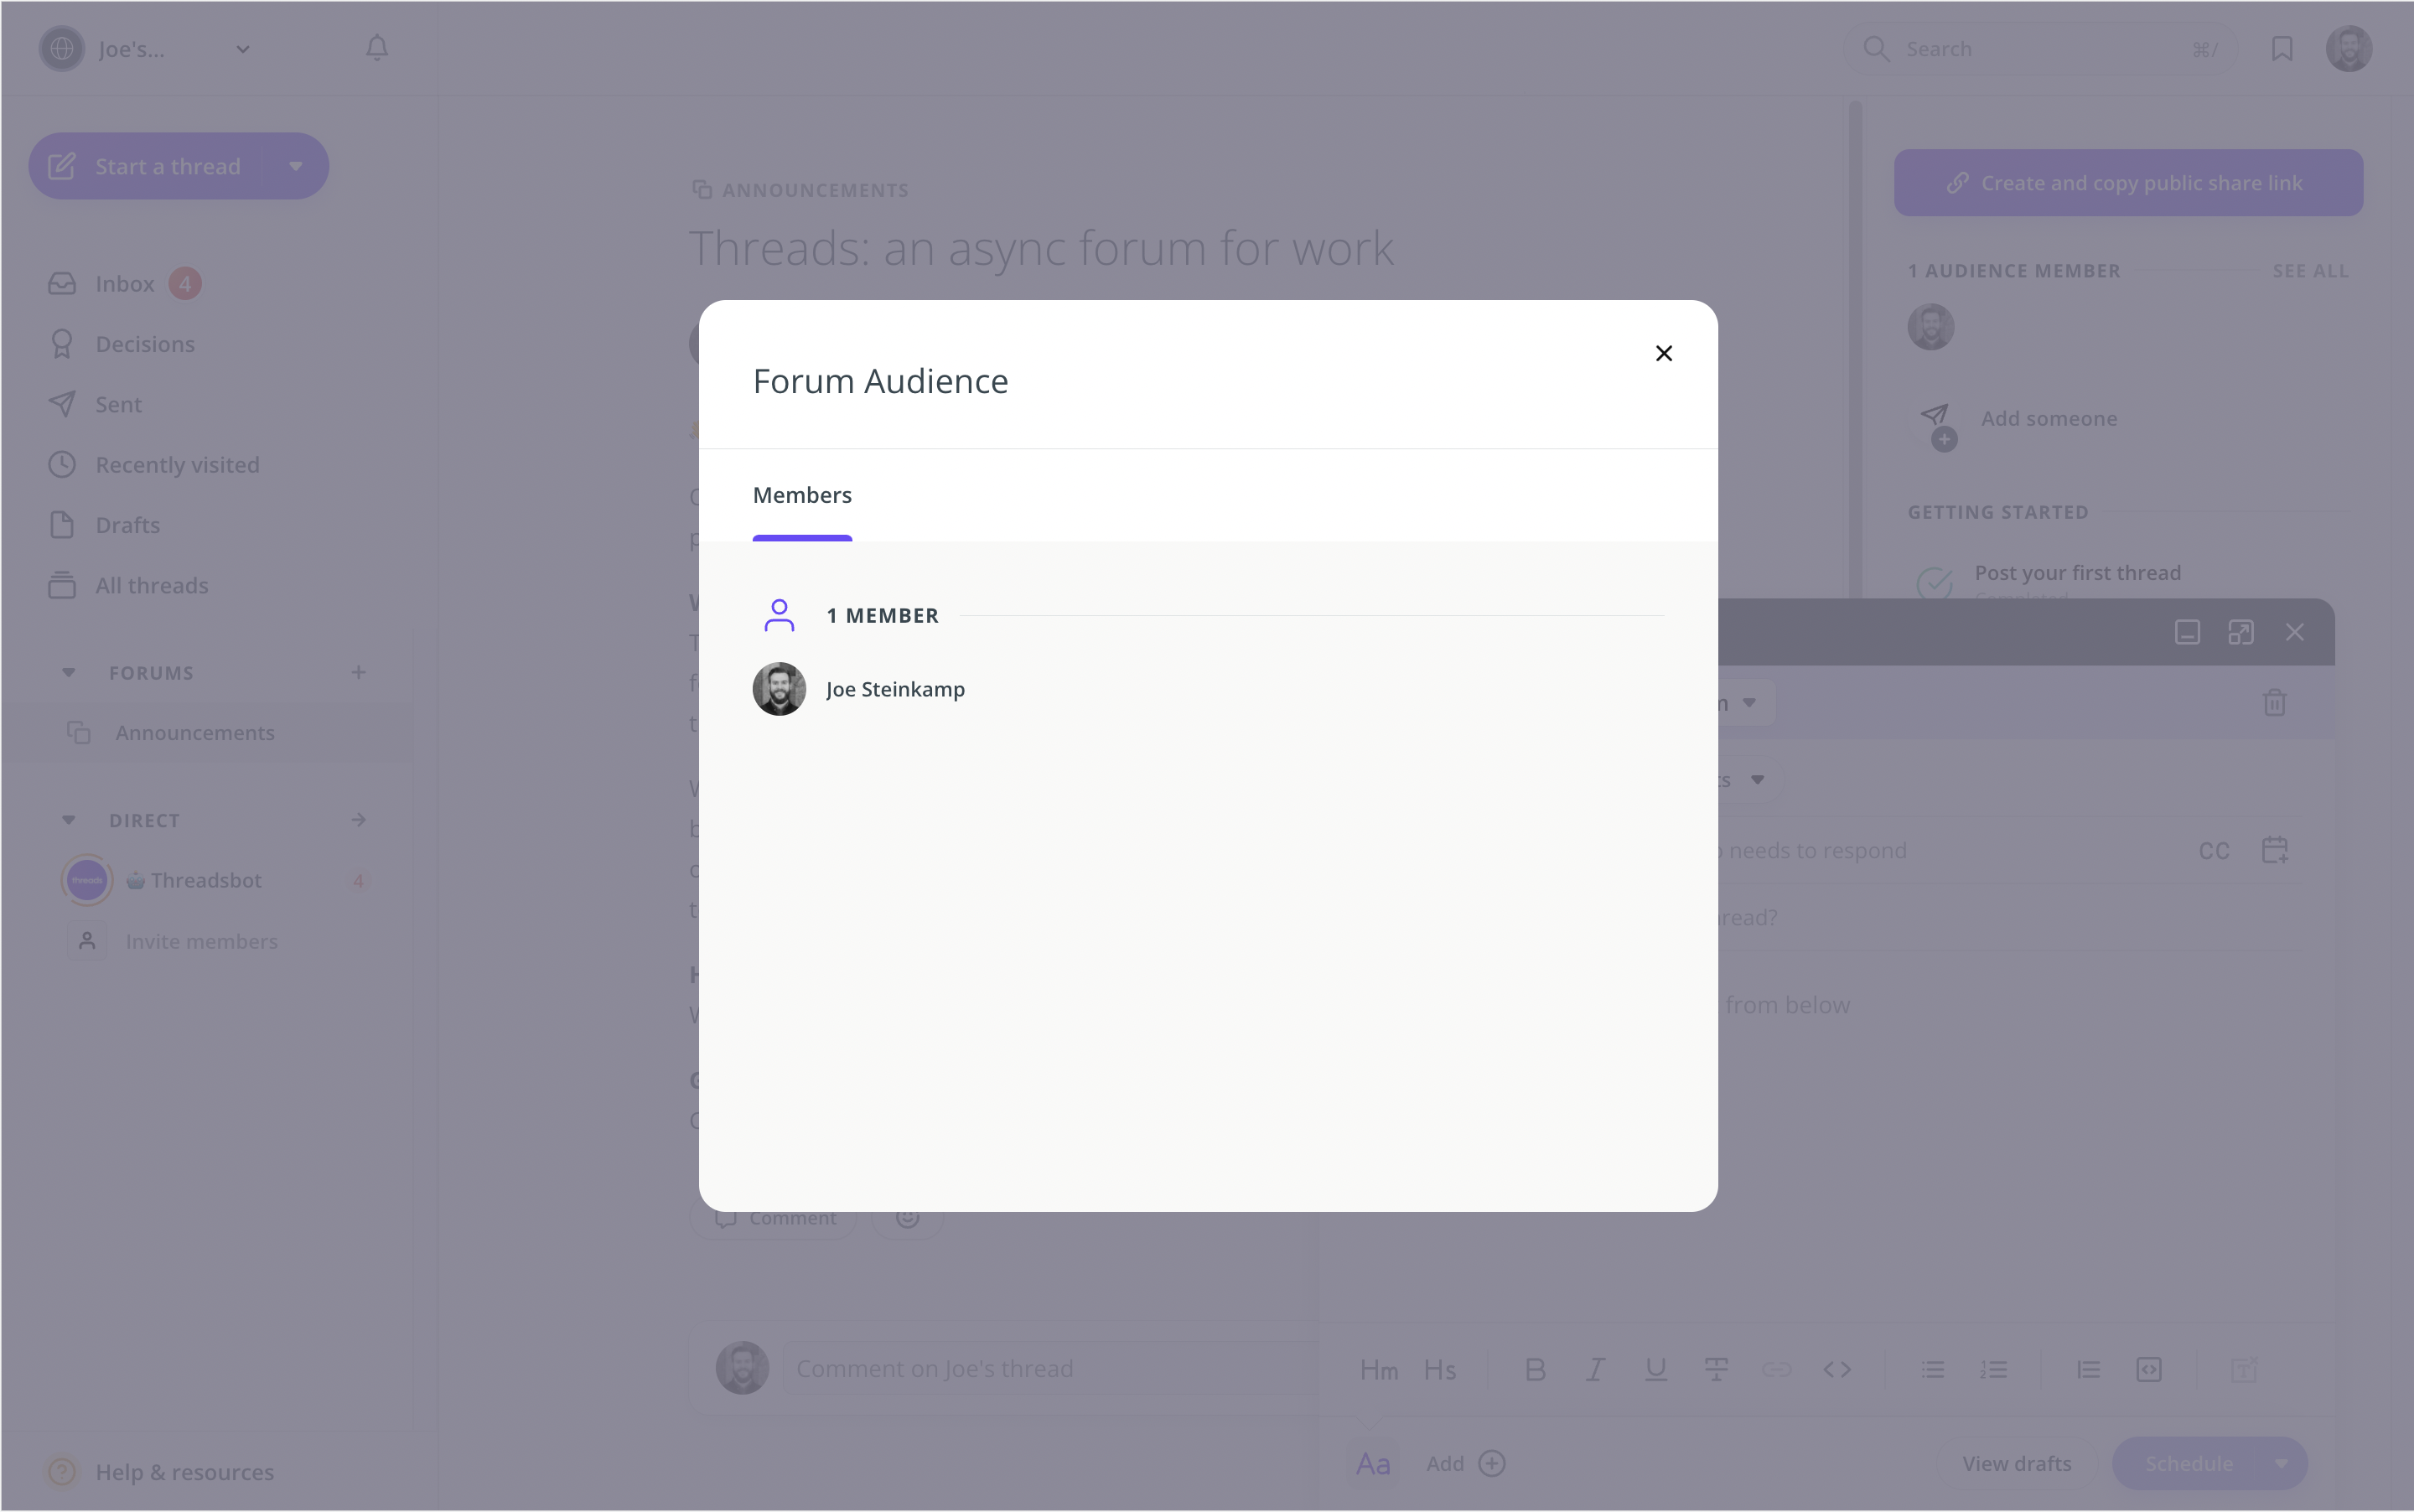 Joe's...
Search
⌘/
Start a thread
Create and copy public share link
ANNOUNCEMENTS
Threads: an async forum for work
1 AUDIENCE MEMBER
SEE ALL
Inbox 4
Decisions
Sent
Recently visited
Drafts
All threads
Add someone
GETTING STARTED
Post your first thread
Completed
Forum Audience
Members
1 MEMBER
Joe Steinkamp
FORUMS
Announcements
DIRECT
threads
Threadsbot 4
Invite members
needs to respond
CC
from below
Comment
Comment on Joe's thread
Hm Hs B I U T
Aa Add
View drafts
Schedule
Help & resources